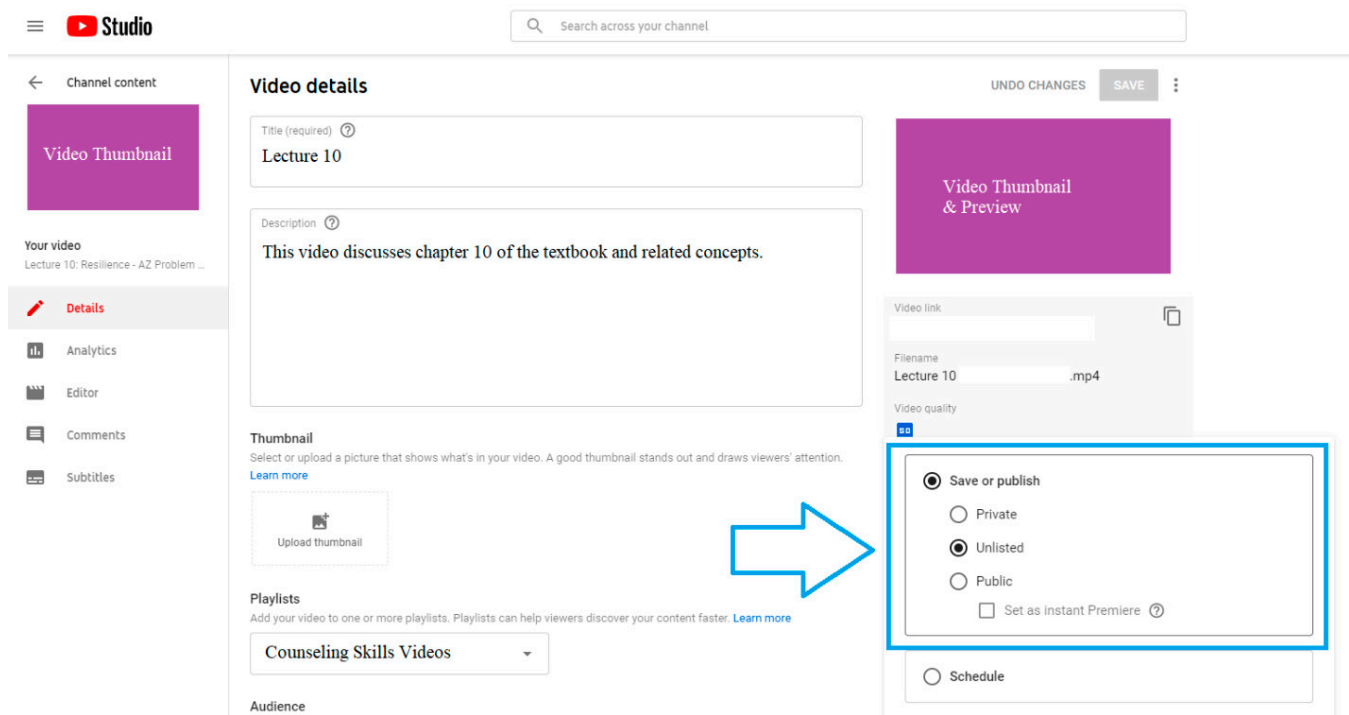 Studio
Search across your channel
Channel content
Video Thumbnail
Your video
Lecture 10: Resilience - AZ Problem ...
Details
Analytics
Editor
Comments
Subtitles
Video details
UNDO CHANGES
SAVE
Title (required)
Lecture 10
Description
This video discusses chapter 10 of the textbook and related concepts.
Thumbnail
Select or upload a picture that shows what's in your video. A good thumbnail stands out and draws viewers' attention.
Learn more
Upload thumbnail
Playlists
Add your video to one or more playlists. Playlists can help viewers discover your content faster. Learn more
Counseling Skills Videos
Audience
Video Thumbnail
& Preview
Video link
Filename
Lecture 10 .mp4
Video quality
SD
Save or publish
Private
Unlisted
Public
Set as instant Premiere
Schedule